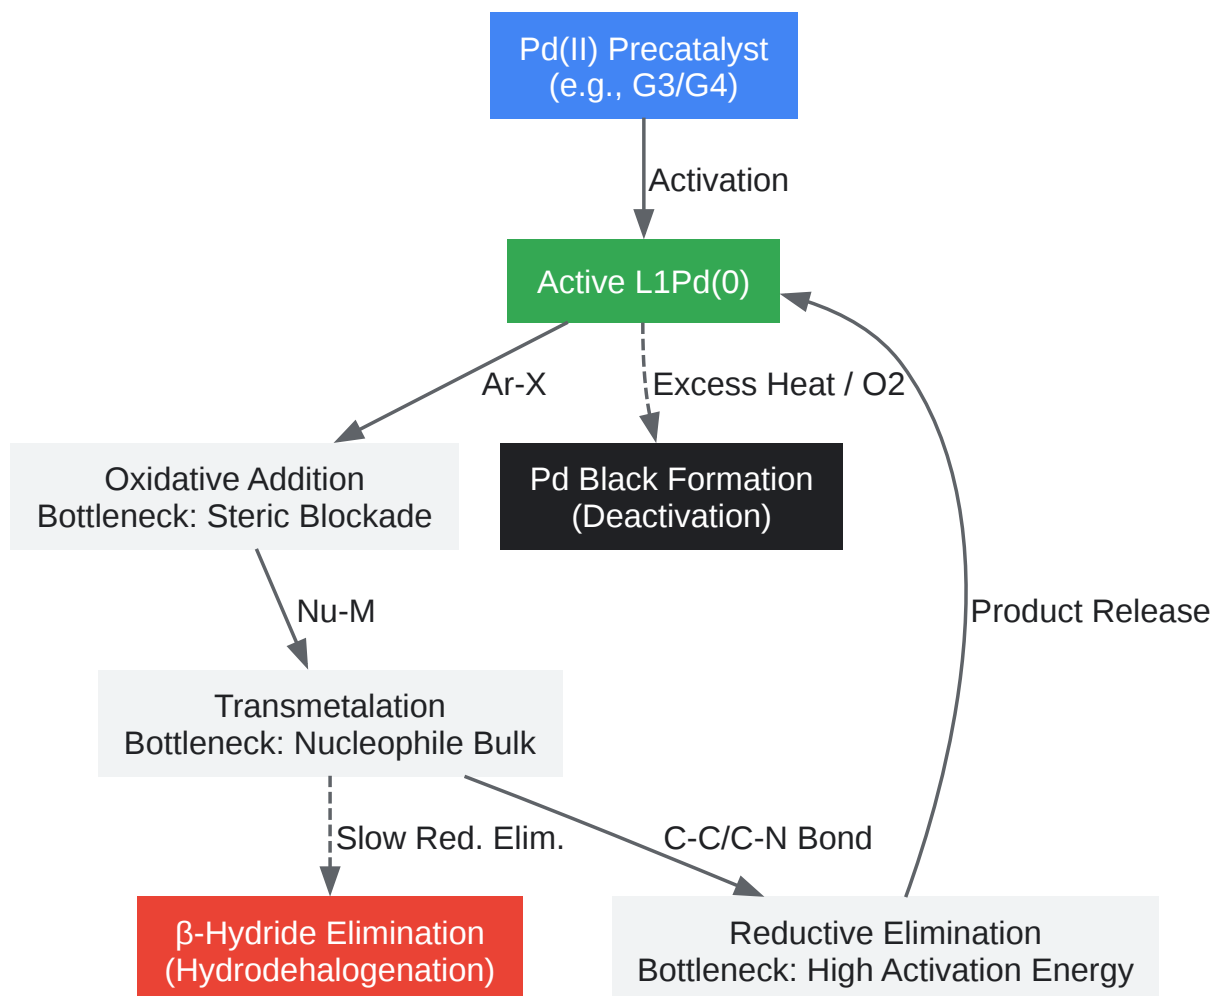 Pd(II) Precatalyst
(e.g., G3/G4)
Activation
Active L1Pd(0)
Ar-X
Excess Heat / O2
Oxidative Addition
Bottleneck: Steric Blockade
Pd Black Formation
(Deactivation)
Nu-M
Product Release
Transmetalation
Bottleneck: Nucleophile Bulk
Slow Red. Elim.
C-C/C-N Bond
β-Hydride Elimination
(Hydrodehalogenation)
Reductive Elimination
Bottleneck: High Activation Energy